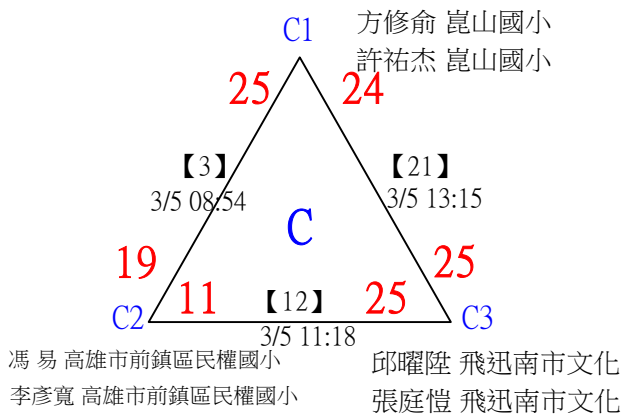 C1
方修俞 崑山國小
許祐杰 崑山國小
25
24
【3】
3/5 08:54
【21】
3/5 13:15
C
19
25
11
25
C2
【12】
C3
3/5 11:18
馮 易 高雄市前鎮區民權國小
李彥寬 高雄市前鎮區民權國小
邱曜陞 飛迅南市文化
張庭愷 飛迅南市文化